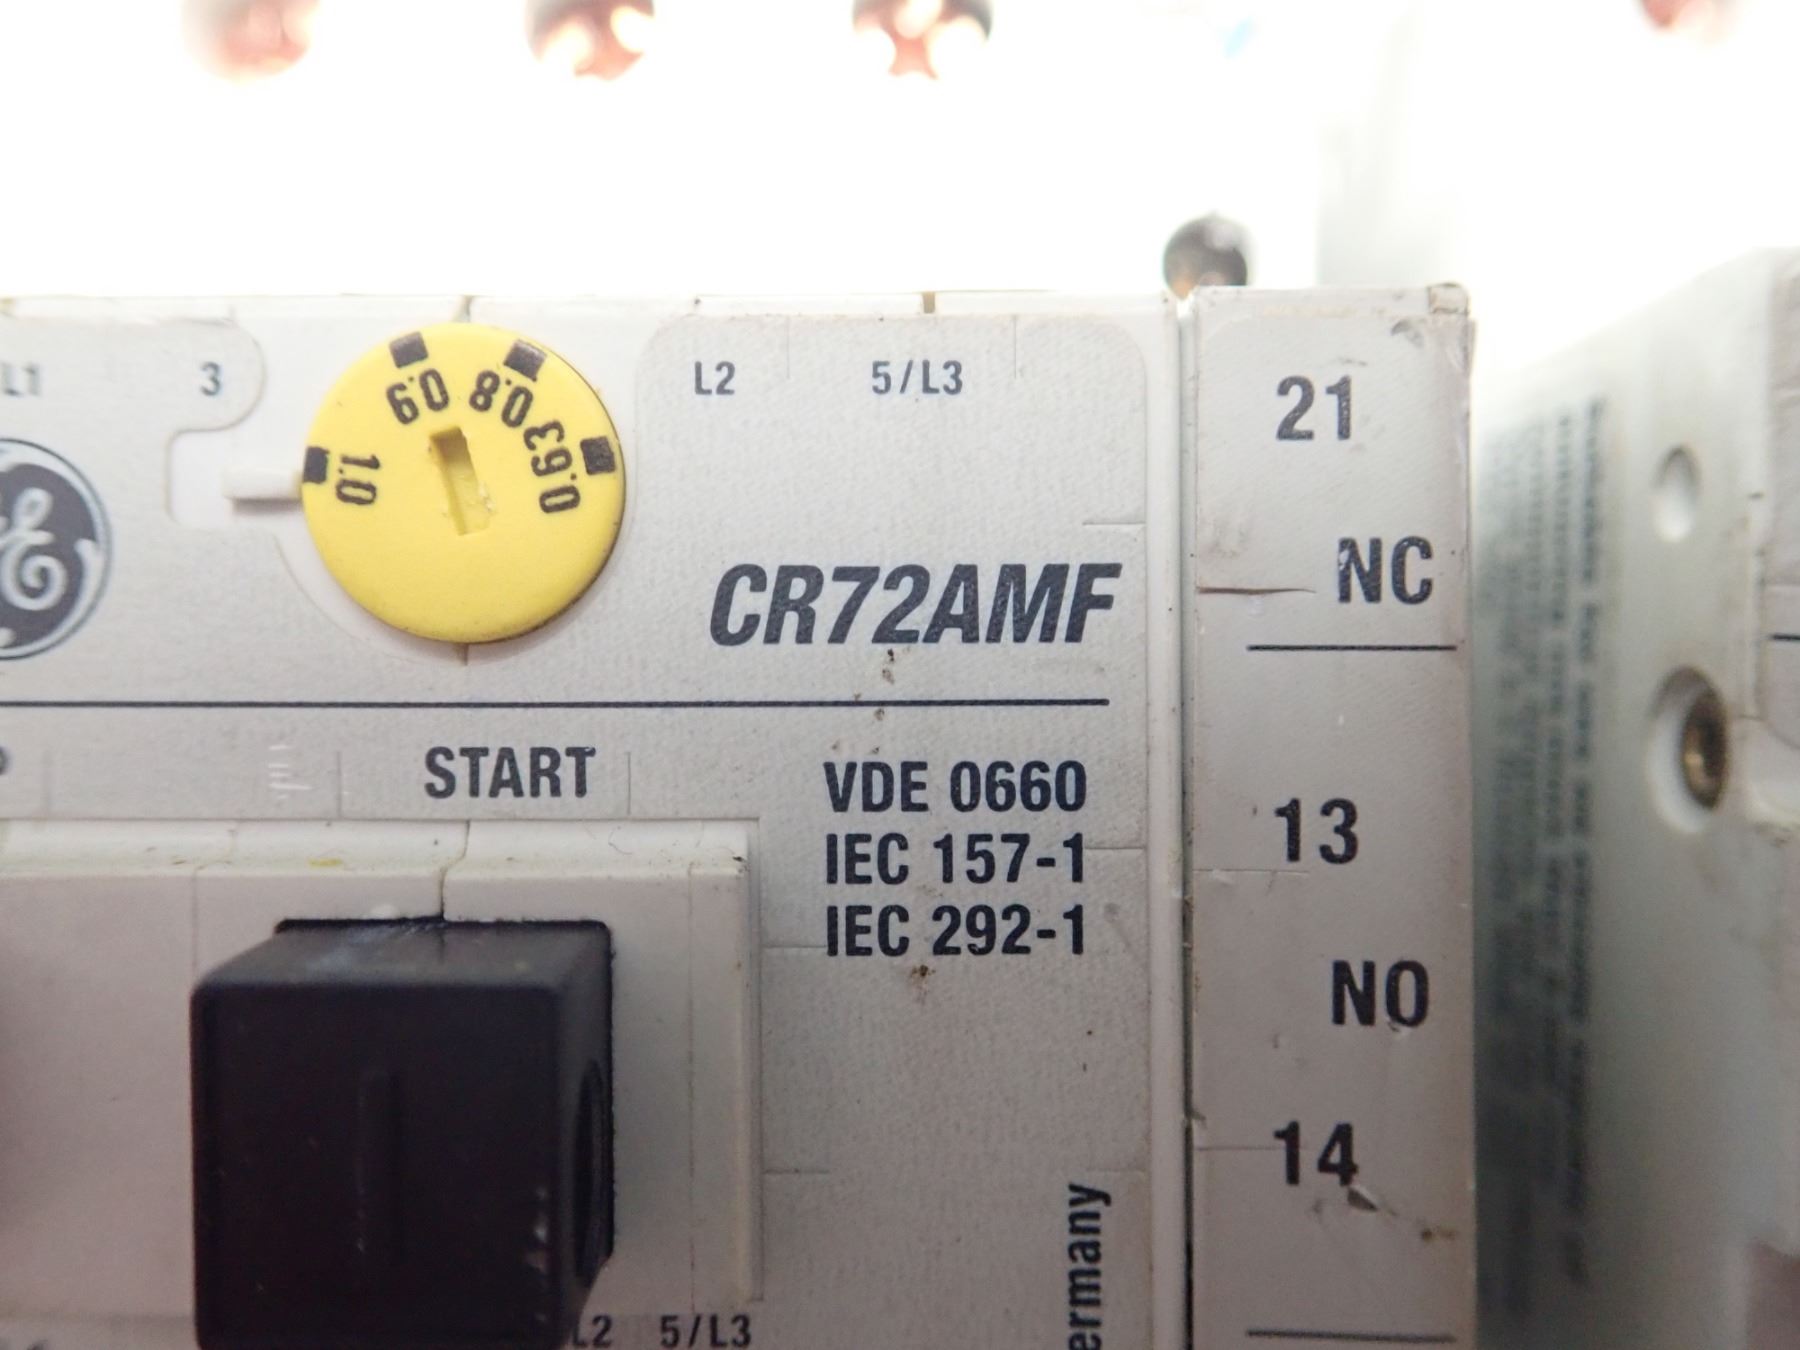 L1
3
L2
5/L3
1.0
0.9
0.8
0.63
GE
CR72AMF
START
VDE 0660
IEC 157-1
IEC 292-1
L2
5/L3
21
NC
13
NO
14